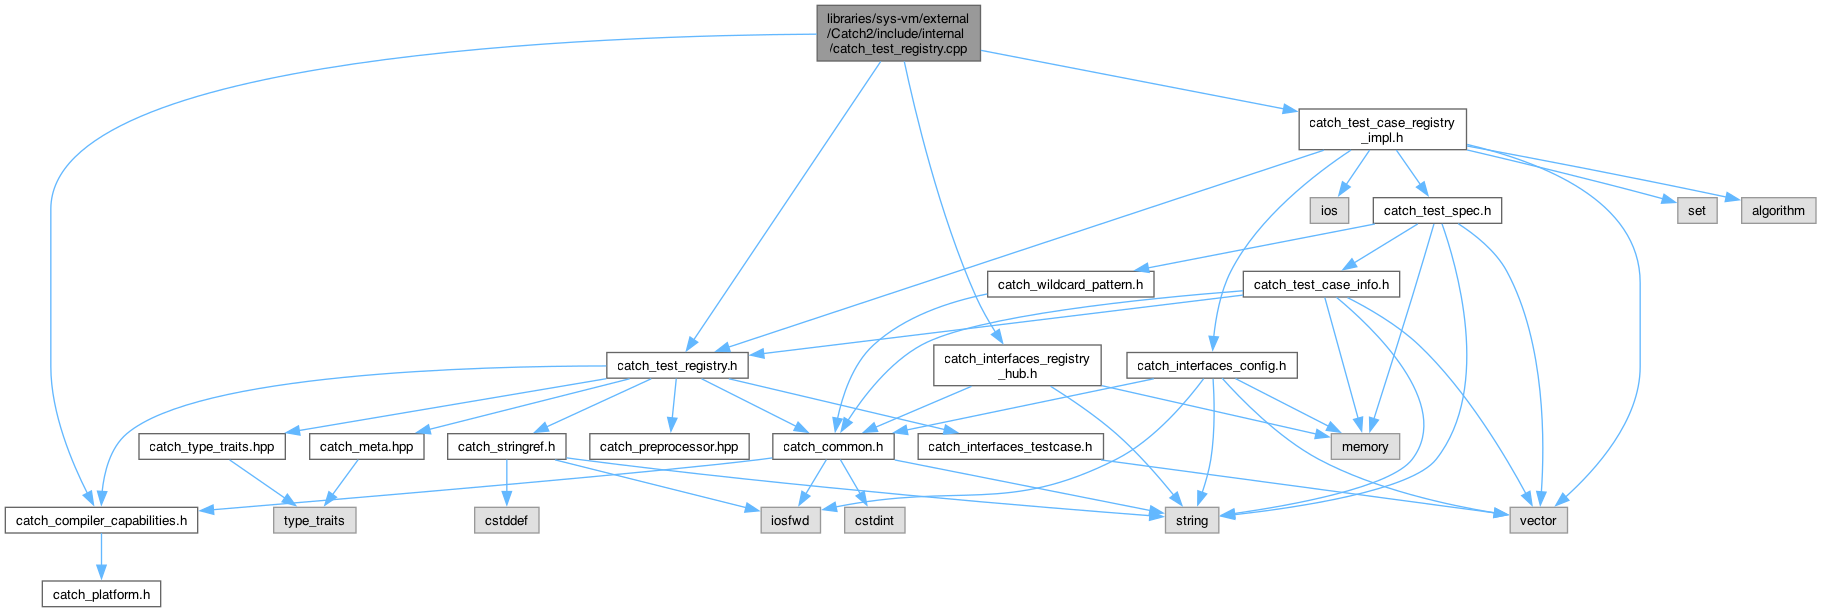 libraries/sys-vm/external
/Catch2/include/internal
/catch_test_registry.cpp
catch_test_case_registry
_impl.h
ios
catch_test_spec.h
set
algorithm
catch_wildcard_pattern.h
catch_test_case_info.h
catch_test_registry.h
catch_interfaces_registry
_hub.h
catch_interfaces_config.h
catch_type_traits.hpp
catch_meta.hpp
catch_stringref.h
catch_preprocessor.hpp
catch_common.h
catch_interfaces_testcase.h
memory
catch_compiler_capabilities.h
type_traits
cstddef
iosfwd
cstdint
string
vector
catch_platform.h